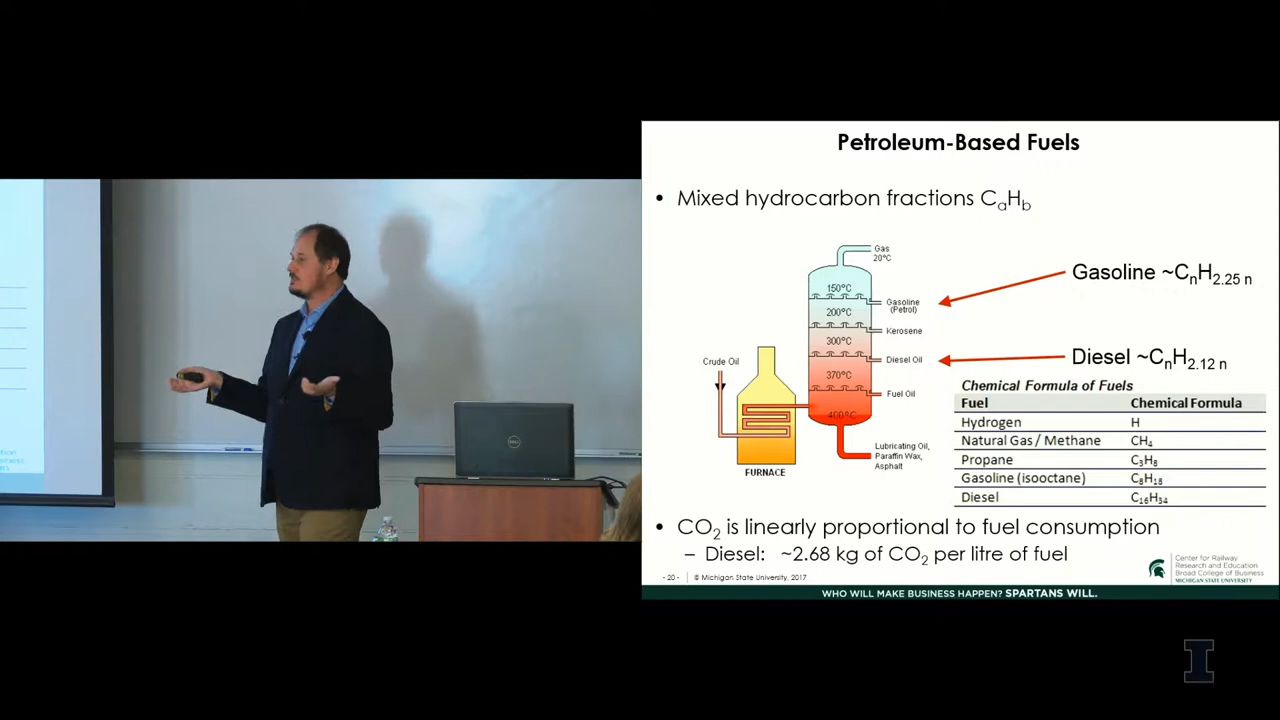 Petroleum-Based Fuels
• Mixed hydrocarbon fractions CₐHb
Gas
20°C
150°C
Gasoline
(Petrol)
200°C
Kerosene
300°C
Diesel Oil
370°C
Fuel Oil
400°C
Crude Oil
Lubricating Oil,
Paraffin Wax,
Asphalt
FURNACE
Gasoline ~CₙH₂.₂₅ ₙ
Diesel ~CₙH₂.₁₂ ₙ
Chemical Formula of Fuels
Fuel Chemical Formula
Hydrogen H
Natural Gas / Methane CH₄
Propane C₃H₈
Gasoline (isooctane) C₈H₁₈
Diesel C₁₆H₃₄
• CO₂ is linearly proportional to fuel consumption
– Diesel: ~2.68 kg of CO₂ per litre of fuel
- 20 - © Michigan State University, 2017
Center for Railway
Research and Education
Broad College of Business
MICHIGAN STATE UNIVERSITY
WHO WILL MAKE BUSINESS HAPPEN? SPARTANS WILL.
DELL
I